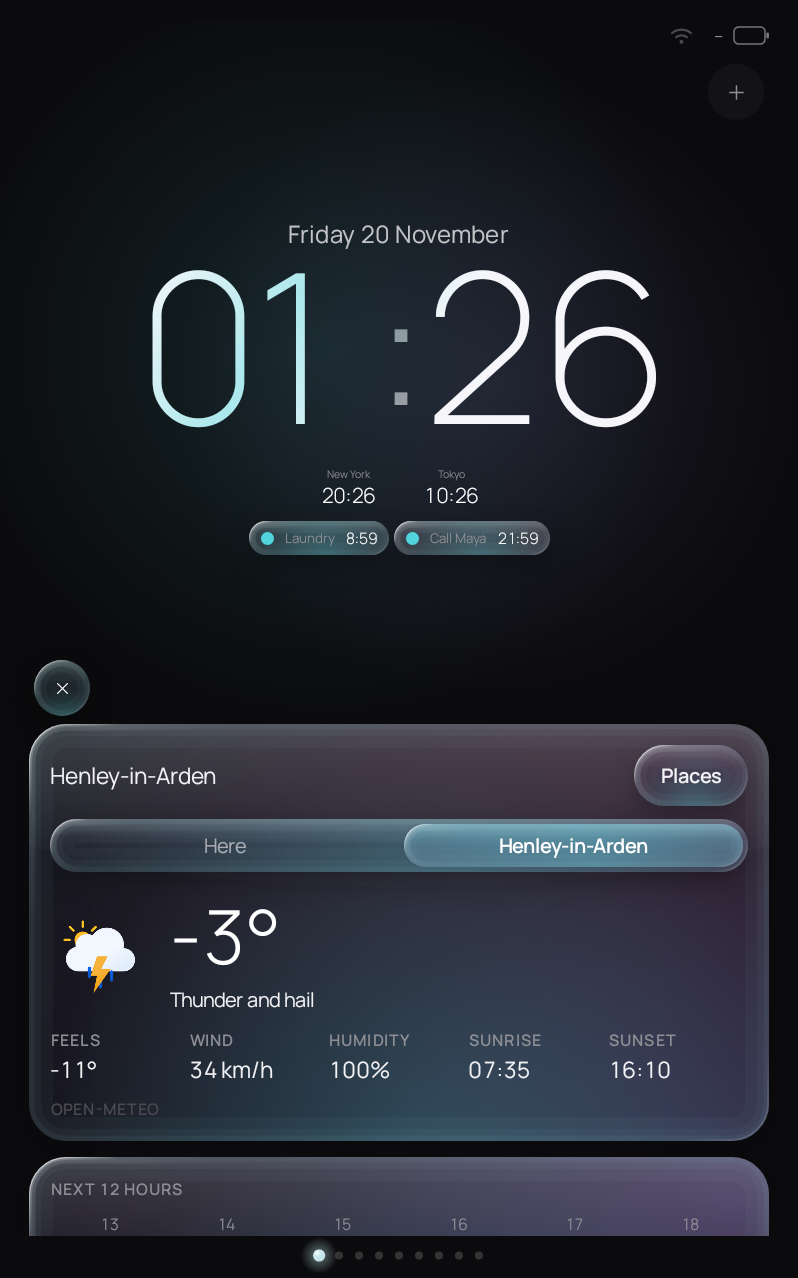 –
+
Friday 20 November
01:26
New York Tokyo
20:26 10:26
Laundry 8:59 Call Maya 21:59
×
Henley-in-Arden Places
Here Henley-in-Arden
-3°
Thunder and hail
FEELS WIND HUMIDITY SUNRISE SUNSET
-11° 34 km/h 100% 07:35 16:10
OPEN-METEO
NEXT 12 HOURS
13 14 15 16 17 18